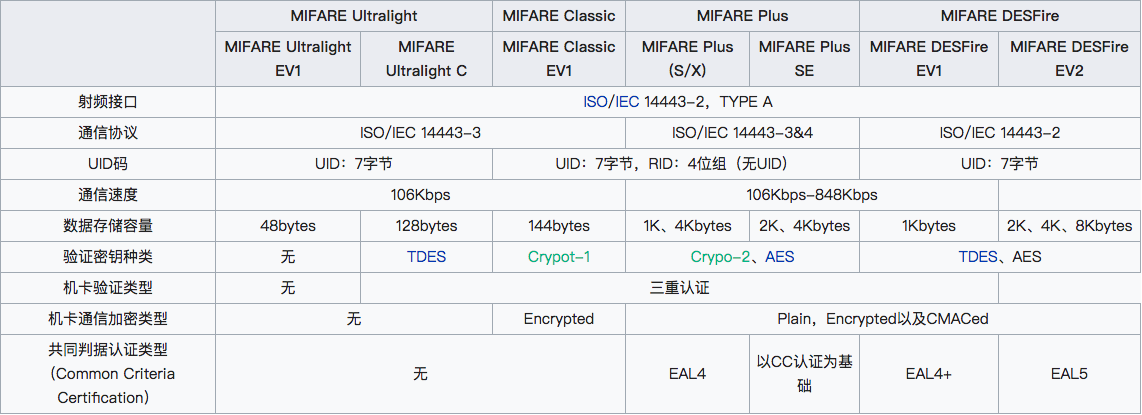 MIFARE Ultralight MIFARE Classic MIFARE Plus MIFARE DESFire
MIFARE Ultralight EV1 MIFARE Ultralight C MIFARE Classic EV1 MIFARE Plus (S/X) MIFARE Plus SE MIFARE DESFire EV1 MIFARE DESFire EV2
射频接口 ISO/IEC 14443-2，TYPE A
通信协议 ISO/IEC 14443-3 ISO/IEC 14443-3&4 ISO/IEC 14443-2
UID码 UID：7字节 UID：7字节，RID：4位组（无UID） UID：7字节
通信速度 106Kbps 106Kbps-848Kbps
数据存储容量 48bytes 128bytes 144bytes 1K、4Kbytes 2K、4Kbytes 1Kbytes 2K、4K、8Kbytes
验证密钥种类 无 TDES Crypot-1 Crypo-2、AES TDES、AES
机卡验证类型 无 三重认证
机卡通信加密类型 无 Encrypted Plain，Encrypted以及CMACed
共同判据认证类型（Common Criteria Certification） 无 EAL4 以CC认证为基础 EAL4+ EAL5